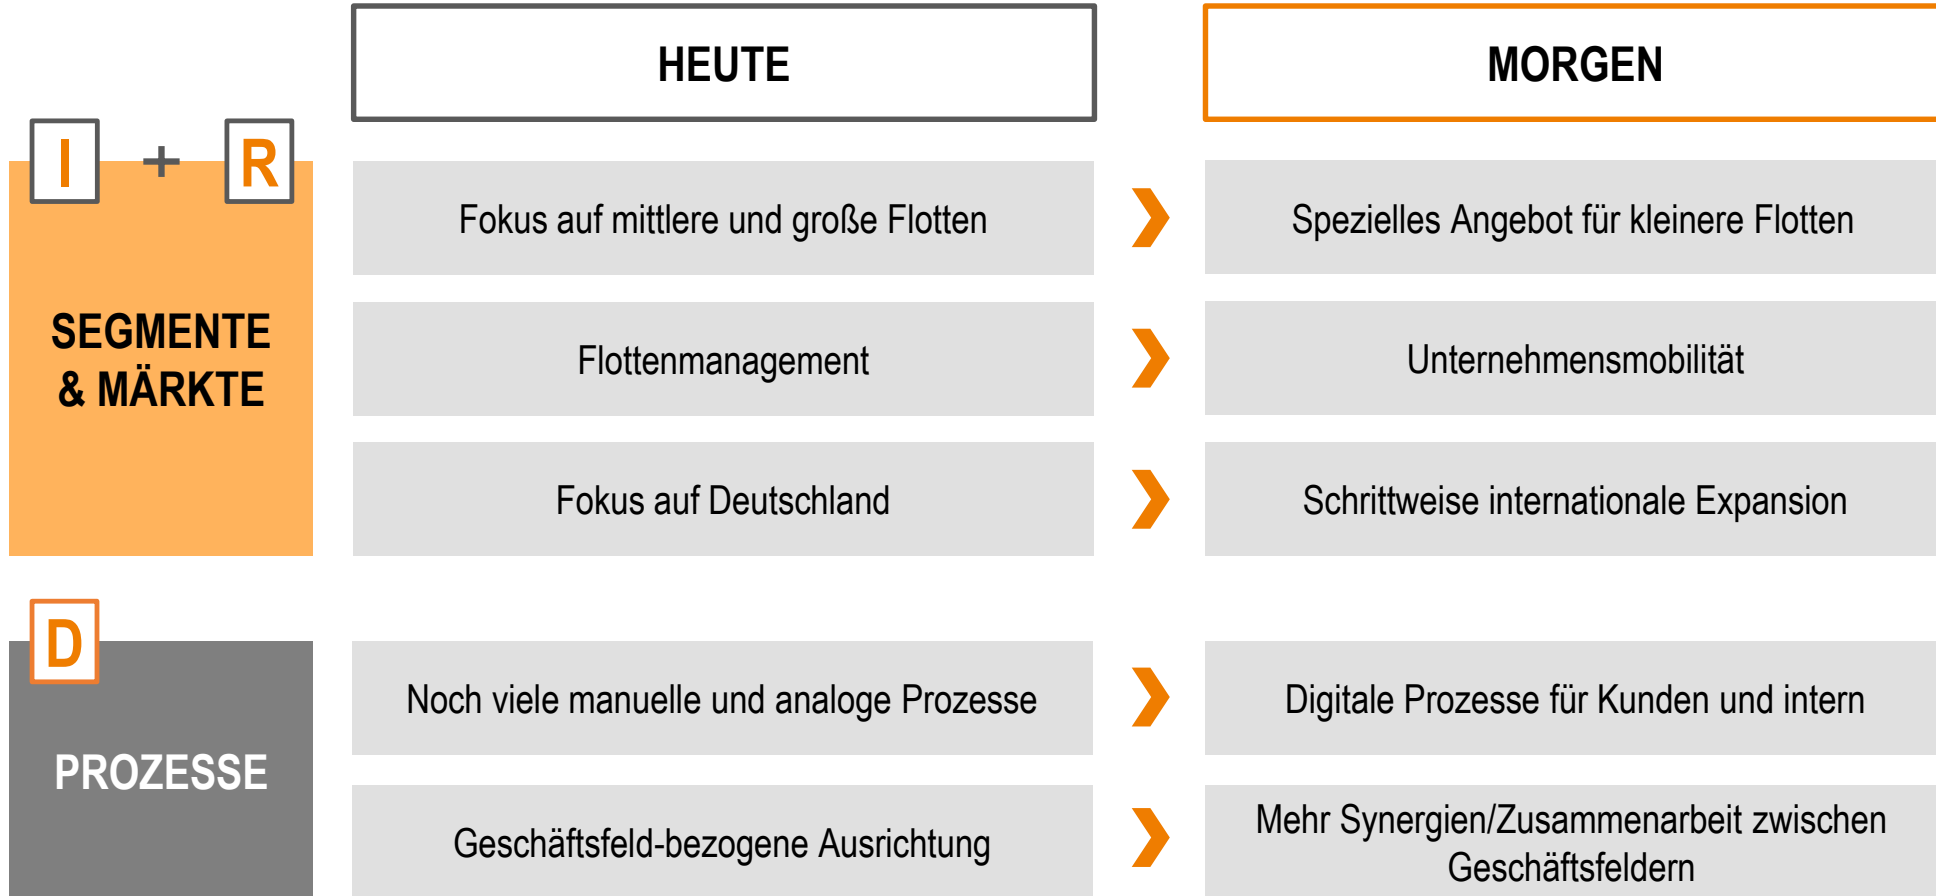 HEUTE
MORGEN
I + R
SEGMENTE
& MÄRKTE
Fokus auf mittlere und große Flotten
Spezielles Angebot für kleinere Flotten
Flottenmanagement
Unternehmensmobilität
Fokus auf Deutschland
Schrittweise internationale Expansion
D
PROZESSE
Noch viele manuelle und analoge Prozesse
Digitale Prozesse für Kunden und intern
Geschäftsfeld-bezogene Ausrichtung
Mehr Synergien/Zusammenarbeit zwischen
Geschäftsfeldern